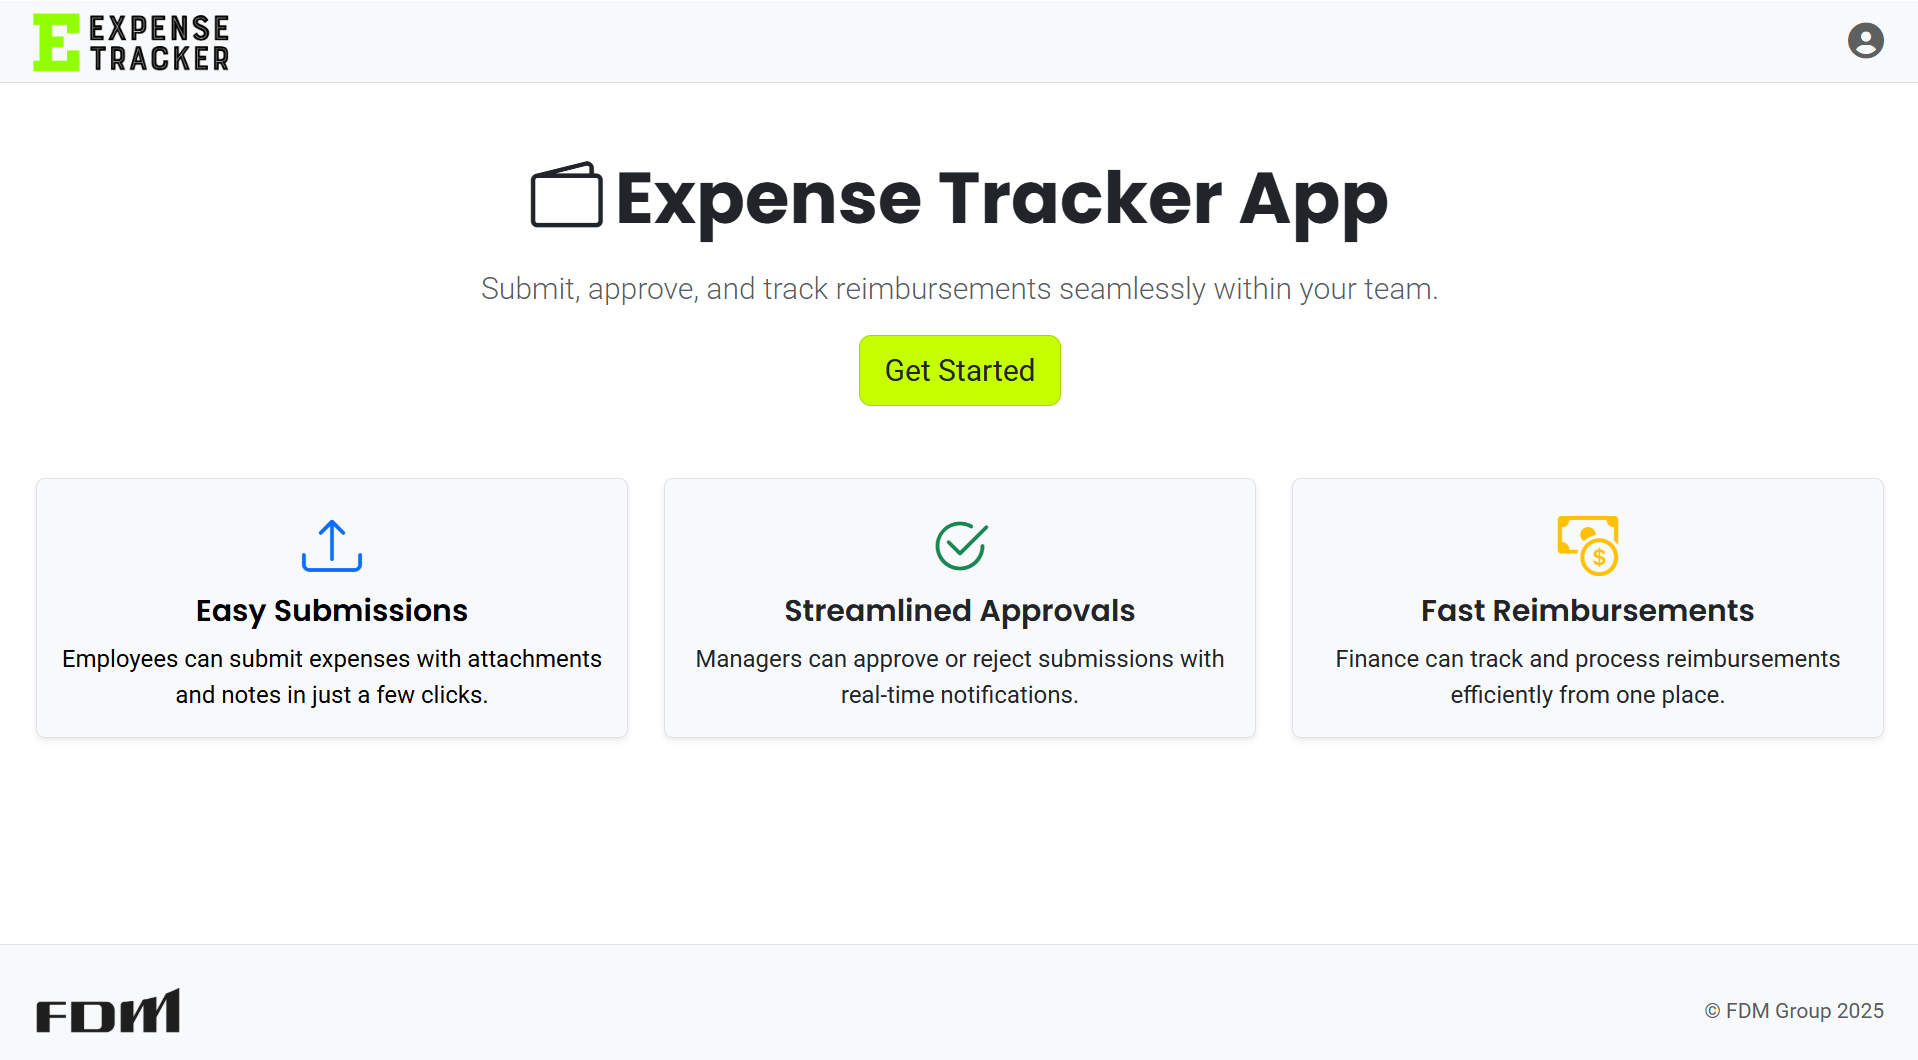 E EXPENSE
TRACKER
Expense Tracker App
Submit, approve, and track reimbursements seamlessly within your team.
Get Started
Easy Submissions
Employees can submit expenses with attachments
and notes in just a few clicks.
Streamlined Approvals
Managers can approve or reject submissions with
real-time notifications.
$
Fast Reimbursements
Finance can track and process reimbursements
efficiently from one place.
FDM
© FDM Group 2025